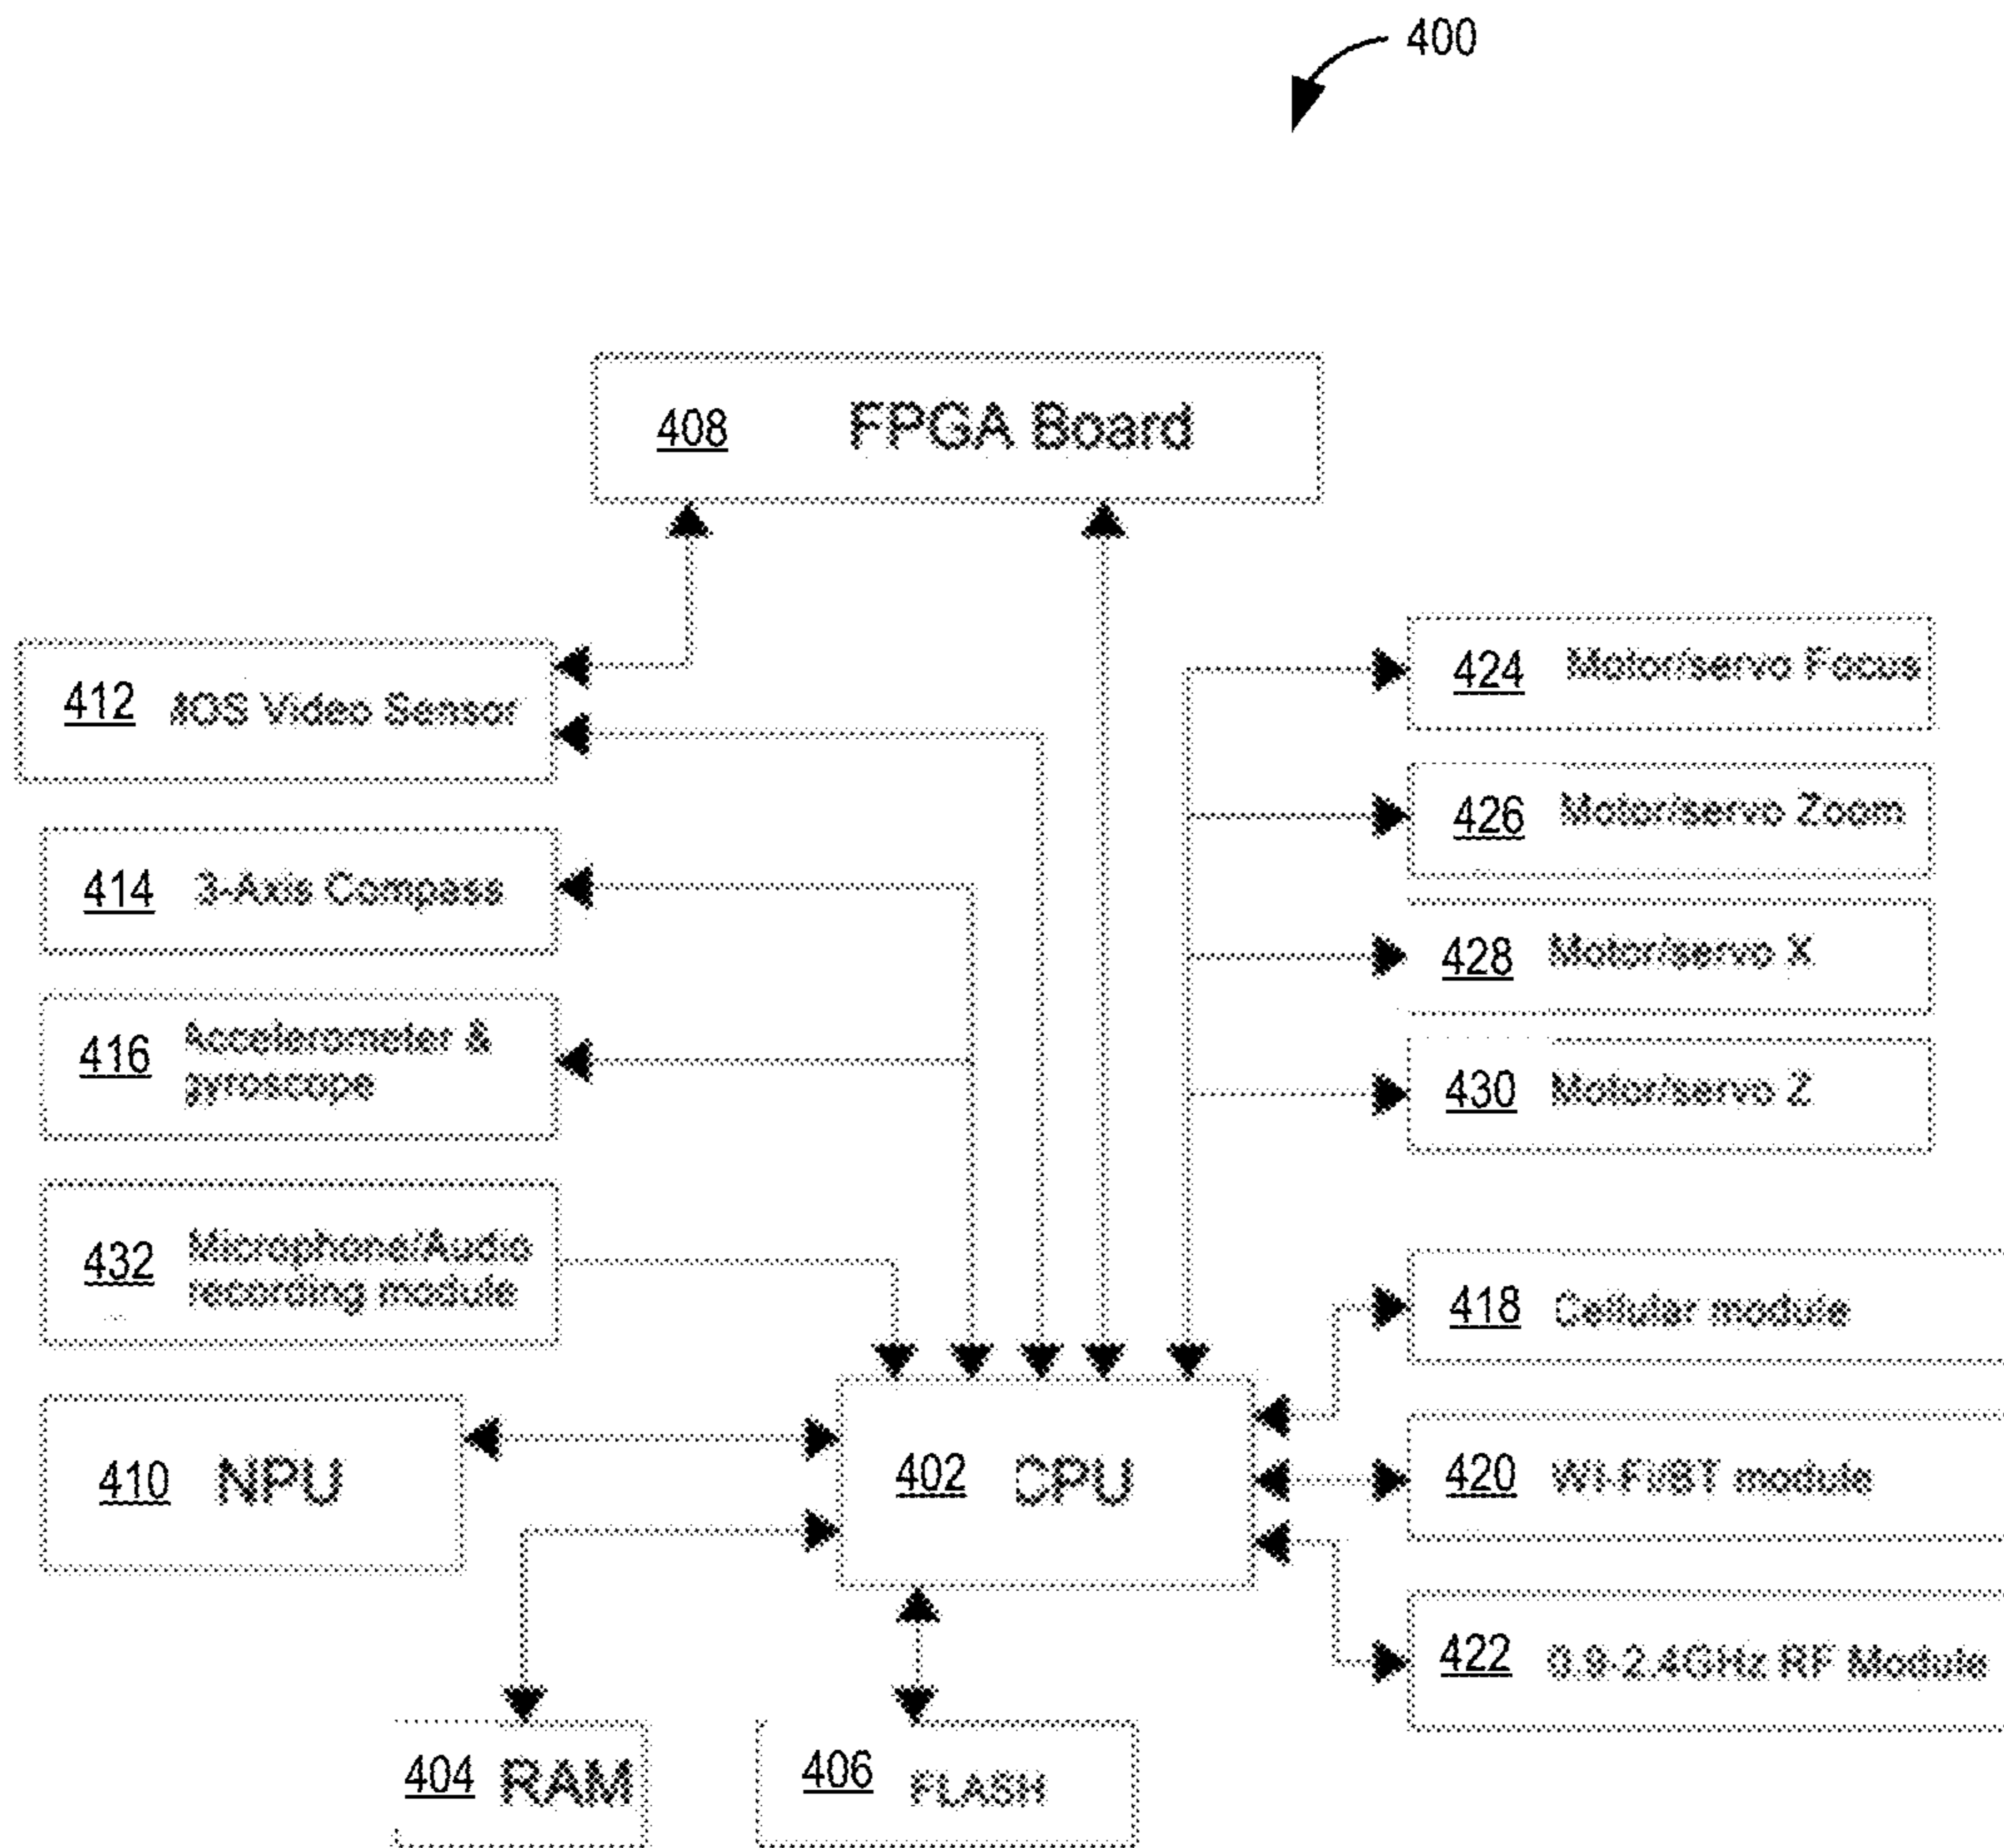 400
408 FPGA Board
412 MOS Video Sensor
414 3-Axis Compass
416 Accelerometer &
gyroscope
432 Microphone/Audio
recording module
410 NPU
402 CPU
404 RAM
406 FLASH
424 Motor/servo Focus
426 Motor/servo Zoom
428 Motor/servo X
430 Motor/servo Z
418 Cellular module
420 Wi-Fi/BT module
422 0.9-2.4GHz RF Module